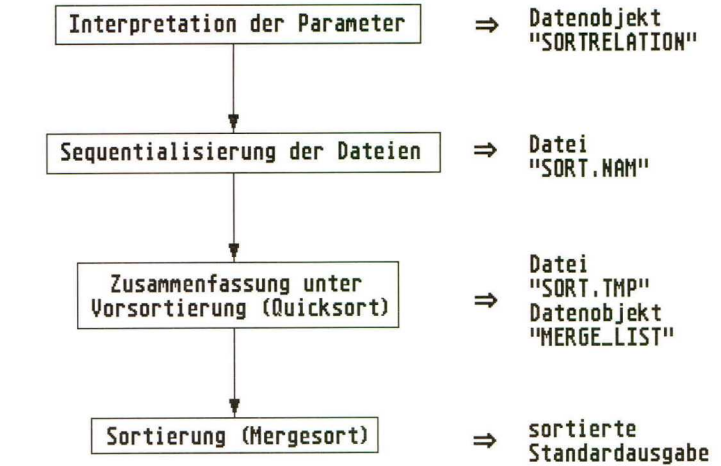 Interpretation der Parameter
⇒ Datenobjekt
"SORTRELATION"
Sequentialisierung der Dateien
⇒ Datei
"SORT.NAM"
Zusammenfassung unter
Vorsortierung (Quicksort)
⇒ Datei
"SORT.TMP"
Datenobjekt
"MERGE_LIST"
Sortierung (Mergesort)
⇒ sortierte
Standardausgabe